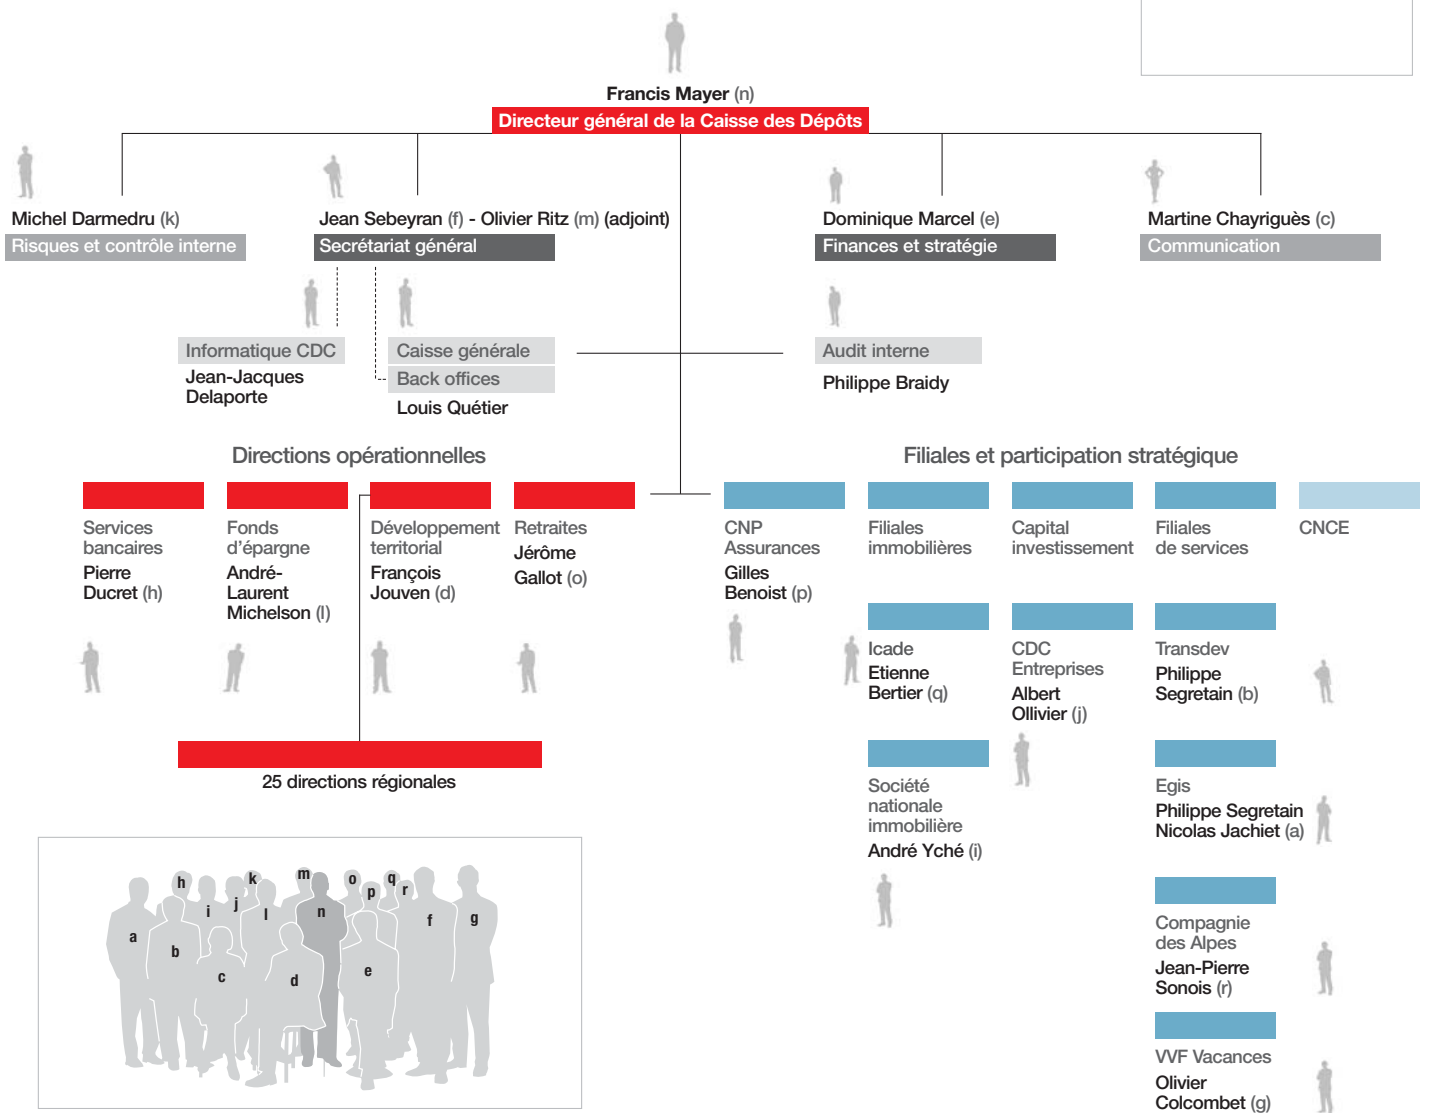 Francis Mayer (n)
Directeur général de la Caisse des Dépôts
Michel Darmedru (k)
Risques et contrôle interne
Jean Sebeyran (f) - Olivier Ritz (m) (adjoint)
Secrétariat général
Dominique Marcel (e)
Finances et stratégie
Martine Chayriguès (c)
Communication
Informatique CDC
Jean-Jacques
Delaporte
Caisse générale
Back offices
Louis Quétier
Audit interne
Philippe Braidy
Directions opérationnelles
Services
bancaires
Pierre
Ducret (h)
Fonds
d'épargne
André-
Laurent
Michelson (l)
Développement
territorial
François
Jouven (d)
Retraites
Jérôme
Gallot (o)
25 directions régionales
Filiales et participation stratégique
CNP
Assurances
Gilles
Benoist (p)
Filiales
immobilières
Icade
Etienne
Bertier (q)
Société
nationale
immobilière
André Yché (i)
Capital
investissement
CDC
Entreprises
Albert
Ollivier (j)
Filiales
de services
Transdev
Philippe
Segretain (b)
Egis
Philippe Segretain
Nicolas Jachiet (a)
Compagnie
des Alpes
Jean-Pierre
Sonois (r)
VVF Vacances
Olivier
Colcombet (g)
CNCE
a
h
b
i
c
j
k
l
d
m
n
o
p
e
q
r
f
g